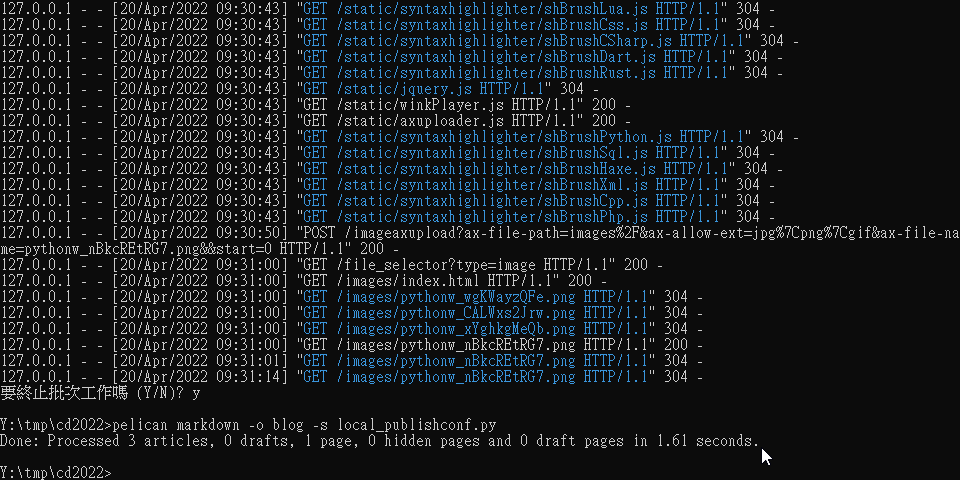 127.0.0.1 - - [20/Apr/2022 09:30:43] "GET /static/syntaxhighlighter/shBrushLua.js HTTP/1.1" 304 -
127.0.0.1 - - [20/Apr/2022 09:30:43] "GET /static/syntaxhighlighter/shBrushCss.js HTTP/1.1" 304 -
127.0.0.1 - - [20/Apr/2022 09:30:43] "GET /static/syntaxhighlighter/shBrushCSharp.js HTTP/1.1" 304 -
127.0.0.1 - - [20/Apr/2022 09:30:43] "GET /static/syntaxhighlighter/shBrushDart.js HTTP/1.1" 304 -
127.0.0.1 - - [20/Apr/2022 09:30:43] "GET /static/syntaxhighlighter/shBrushRust.js HTTP/1.1" 304 -
127.0.0.1 - - [20/Apr/2022 09:30:43] "GET /static/jquery.js HTTP/1.1" 304 -
127.0.0.1 - - [20/Apr/2022 09:30:43] "GET /static/winkPlayer.js HTTP/1.1" 200 -
127.0.0.1 - - [20/Apr/2022 09:30:43] "GET /static/axuploader.js HTTP/1.1" 200 -
127.0.0.1 - - [20/Apr/2022 09:30:43] "GET /static/syntaxhighlighter/shBrushPython.js HTTP/1.1" 304 -
127.0.0.1 - - [20/Apr/2022 09:30:43] "GET /static/syntaxhighlighter/shBrushSql.js HTTP/1.1" 304 -
127.0.0.1 - - [20/Apr/2022 09:30:43] "GET /static/syntaxhighlighter/shBrushHaxe.js HTTP/1.1" 304 -
127.0.0.1 - - [20/Apr/2022 09:30:43] "GET /static/syntaxhighlighter/shBrushXml.js HTTP/1.1" 304 -
127.0.0.1 - - [20/Apr/2022 09:30:43] "GET /static/syntaxhighlighter/shBrushCpp.js HTTP/1.1" 304 -
127.0.0.1 - - [20/Apr/2022 09:30:43] "GET /static/syntaxhighlighter/shBrushPhp.js HTTP/1.1" 304 -
127.0.0.1 - - [20/Apr/2022 09:30:50] "POST /imageaxupload?ax-file-path=images%2F&ax-allow-ext=jpg%7Cpng%7Cgif&ax-file-na
me=pythonw_nBkcREtRG7.png&&start=0 HTTP/1.1" 200 -
127.0.0.1 - - [20/Apr/2022 09:31:00] "GET /file_selector?type=image HTTP/1.1" 200 -
127.0.0.1 - - [20/Apr/2022 09:31:00] "GET /images/index.html HTTP/1.1" 200 -
127.0.0.1 - - [20/Apr/2022 09:31:00] "GET /images/pythonw_wgKWayzQFe.png HTTP/1.1" 304 -
127.0.0.1 - - [20/Apr/2022 09:31:00] "GET /images/pythonw_CALWxs2Jrw.png HTTP/1.1" 304 -
127.0.0.1 - - [20/Apr/2022 09:31:00] "GET /images/pythonw_xYghkgMeQb.png HTTP/1.1" 304 -
127.0.0.1 - - [20/Apr/2022 09:31:00] "GET /images/pythonw_nBkcREtRG7.png HTTP/1.1" 200 -
127.0.0.1 - - [20/Apr/2022 09:31:01] "GET /images/pythonw_nBkcREtRG7.png HTTP/1.1" 304 -
127.0.0.1 - - [20/Apr/2022 09:31:14] "GET /images/pythonw_nBkcREtRG7.png HTTP/1.1" 304 -
要終止批次工作嗎 (Y/N)? y
Y:\tmp\cd2022>pelican markdown -o blog -s local_publishconf.py
Done: Processed 3 articles, 0 drafts, 1 page, 0 hidden pages and 0 draft pages in 1.61 seconds.
Y:\tmp\cd2022>